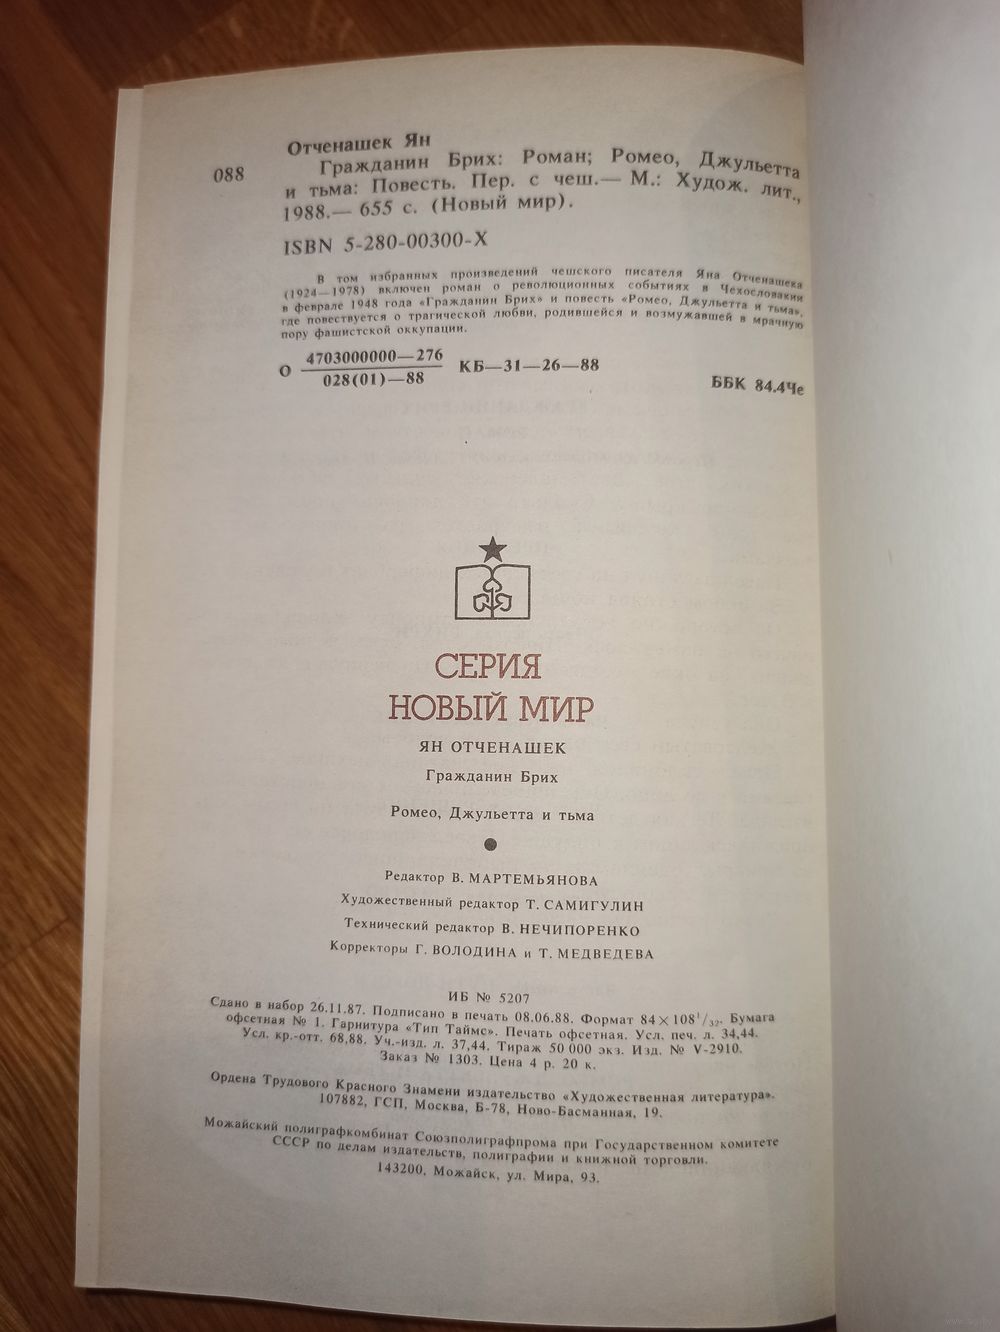 Отченашек Ян
088
Гражданин Брих: Роман; Ромео, Джульетта
и тьма: Повесть. Пер. с чеш.— М.: Худож. лит.,
1988.— 655 с. (Новый мир).
ISBN 5-280-00300-X
В том избранных произведений чешского писателя Яна Отченашека
(1924—1978) включен роман о революционных событиях в Чехословакии
в феврале 1948 года «Гражданин Брих» и повесть «Ромео, Джульетта и тьма»,
где повествуется о трагической любви, родившейся и возмужавшей в мрачную
пору фашистской оккупации.
О 4703000000—276 КБ—31—26—88
028(01)—88
ББК 84.4Че
СЕРИЯ
НОВЫЙ МИР
ЯН ОТЧЕНАШЕК
Гражданин Брих
Ромео, Джульетта и тьма
Редактор В. МАРТЕМЬЯНОВА
Художественный редактор Т. САМИГУЛИН
Технический редактор В. НЕЧИПОРЕНКО
Корректоры Г. ВОЛОДИНА и Т. МЕДВЕДЕВА
ИБ № 5207
Сдано в набор 26.11.87. Подписано в печать 08.06.88. Формат 84×108¹/₃₂. Бумага
офсетная № 1. Гарнитура «Тип Таймс». Печать офсетная. Усл. печ. л. 34,44.
Усл. кр.-отт. 68,88. Уч.-изд. л. 37,44. Тираж 50 000 экз. Изд. № V-2910.
Заказ № 1303. Цена 4 р. 20 к.
Ордена Трудового Красного Знамени издательство «Художественная литература».
107882, ГСП, Москва, Б-78, Ново-Басманная, 19.
Можайский полиграфкомбинат Союзполиграфпрома при Государственном комитете
СССР по делам издательств, полиграфии и книжной торговли.
143200, Можайск, ул. Мира, 93.